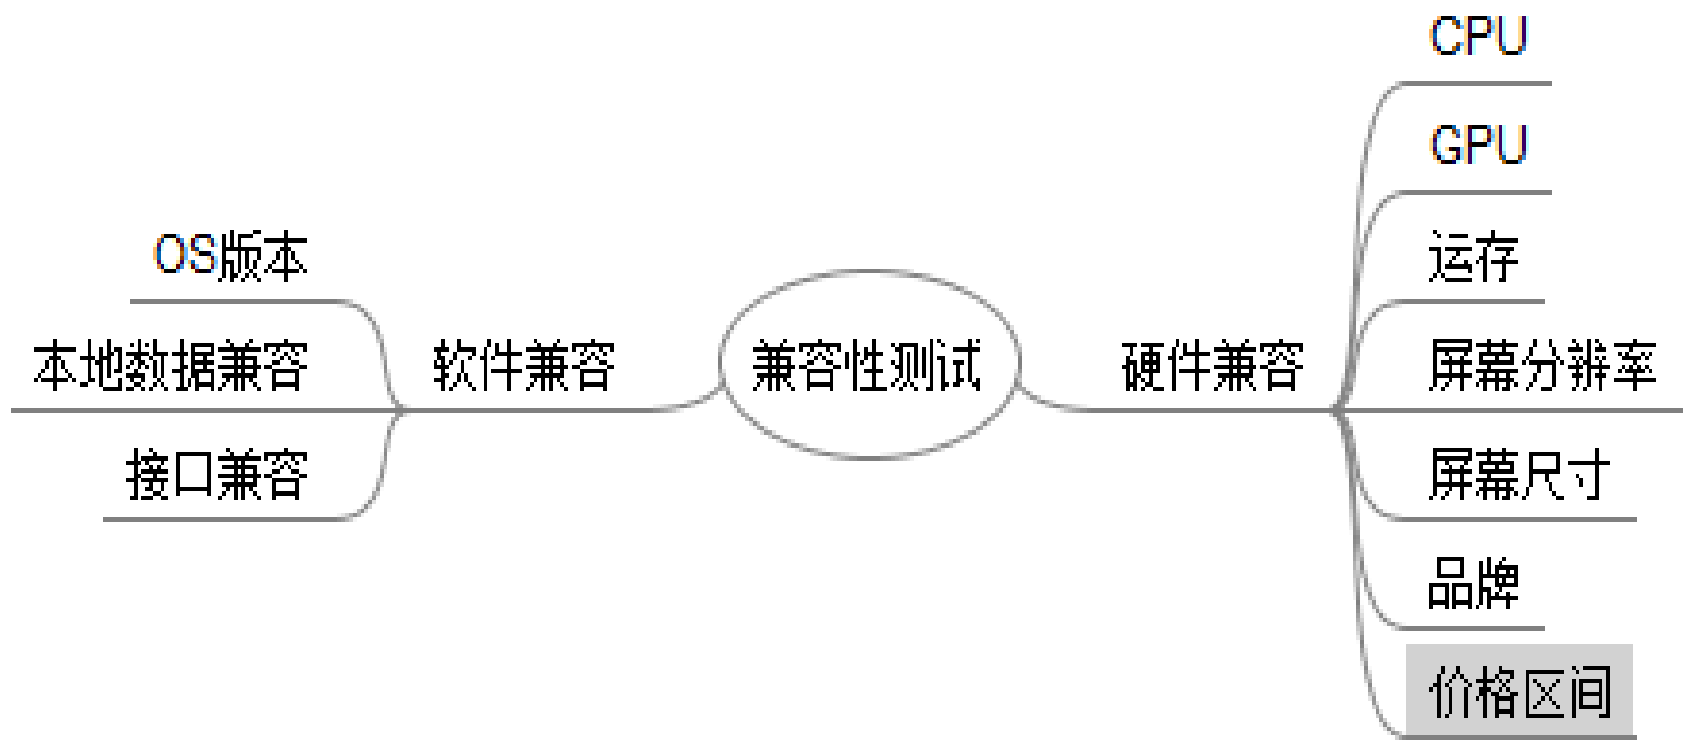 CPU
GPU
OS版本
运存
本地数据兼容
软件兼容
兼容性测试
硬件兼容
屏幕分辨率
接口兼容
屏幕尺寸
品牌
价格区间